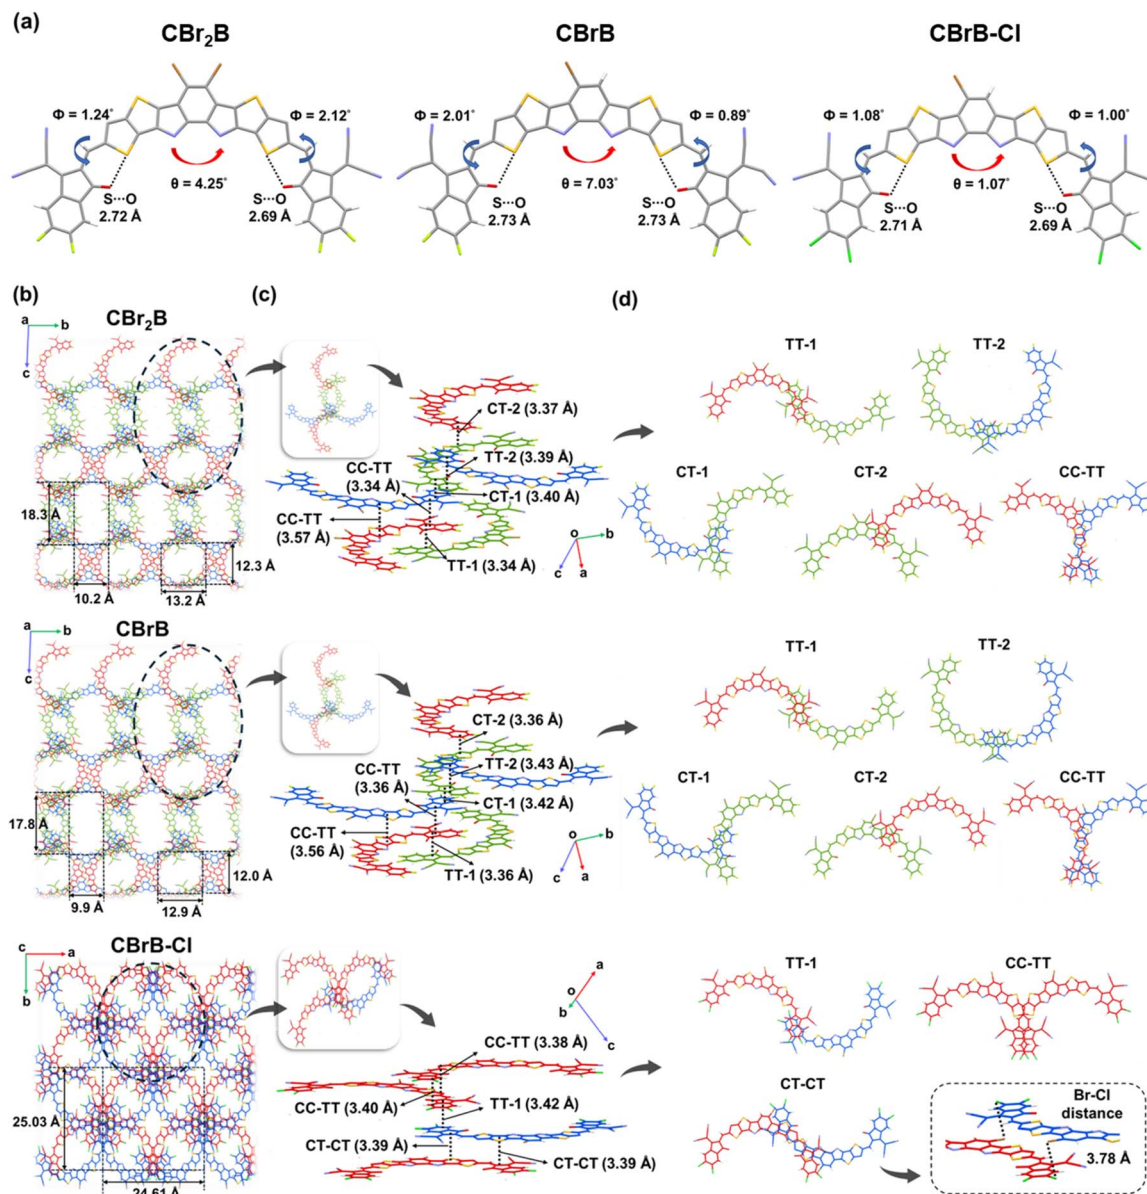 (a)
CBr₂B
CBrB
CBrB-Cl
Φ = 1.24°
Φ = 2.12°
θ = 4.25°
S···O
2.72 Å
S···O
2.69 Å
Φ = 2.01°
Φ = 0.89°
θ = 7.03°
S···O
2.73 Å
S···O
2.73 Å
Φ = 1.08°
Φ = 1.00°
θ = 1.07°
S···O
2.71 Å
S···O
2.69 Å
(b)
(c)
(d)
CBr₂B
a
b
c
18.3 Å
12.3 Å
10.2 Å
13.2 Å
CT-2 (3.37 Å)
CC-TT
(3.34 Å)
TT-2 (3.39 Å)
CT-1 (3.40 Å)
CC-TT
(3.57 Å)
TT-1 (3.34 Å)
o
b
c
a
TT-1
TT-2
CT-1
CT-2
CC-TT
CBrB
a
b
c
17.8 Å
12.0 Å
9.9 Å
12.9 Å
CT-2 (3.36 Å)
CC-TT
(3.36 Å)
TT-2 (3.43 Å)
CT-1 (3.42 Å)
CC-TT
(3.56 Å)
TT-1 (3.36 Å)
o
b
c
a
TT-1
TT-2
CT-1
CT-2
CC-TT
CBrB-Cl
c
a
b
25.03 Å
24.61 Å
a
o
b
c
CC-TT (3.38 Å)
CC-TT (3.40 Å)
TT-1 (3.42 Å)
CT-CT (3.39 Å)
CT-CT (3.39 Å)
TT-1
CC-TT
CT-CT
Br-Cl
distance
3.78 Å